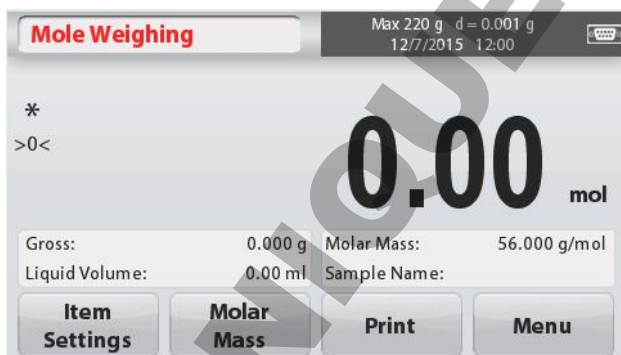 Mole Weighing
Max 220 g d = 0.001 g
12/7/2015 12:00
*
>0<
0.00 mol
Gross: 0.000 g Molar Mass: 56.000 g/mol
Liquid Volume: 0.00 ml Sample Name:
Item Settings
Molar Mass
Print
Menu